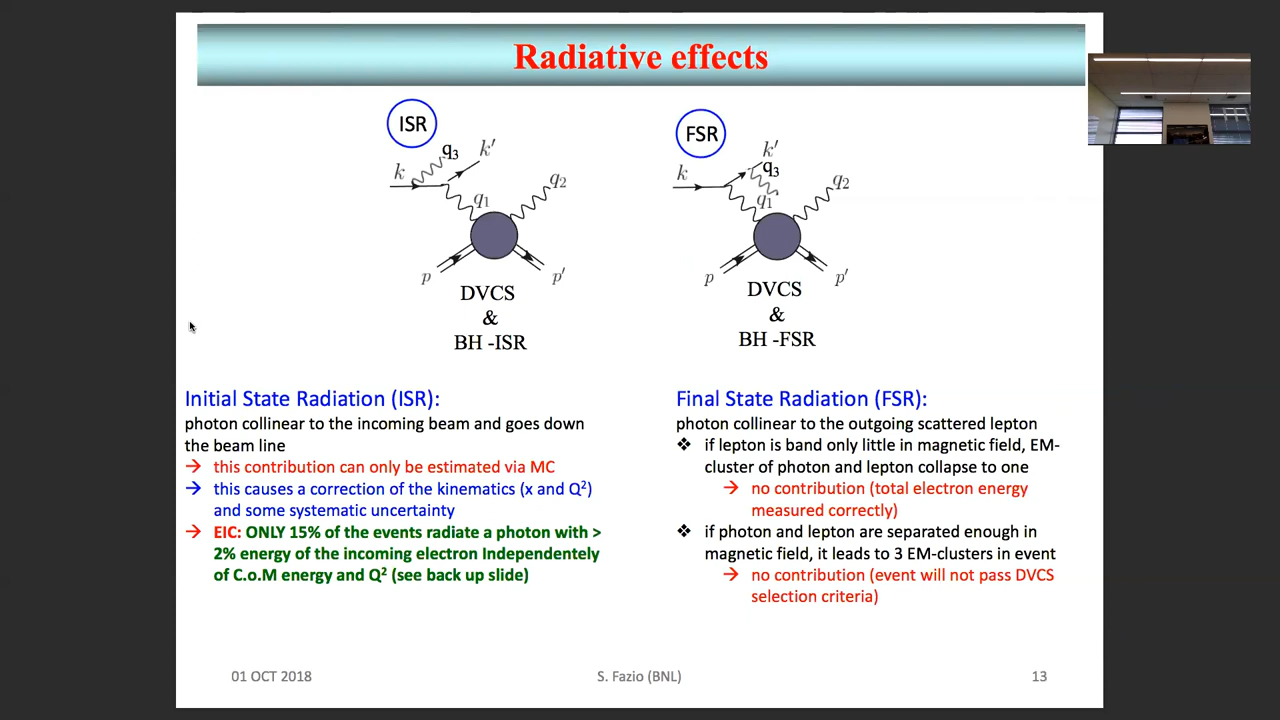 Radiative effects
ISR
q3
k
k′
q1
q2
p
p′
DVCS
&
BH -ISR
FSR
k′
q3
k
q1
q2
p
p′
DVCS
&
BH -FSR
Initial State Radiation (ISR):
photon collinear to the incoming beam and goes down
the beam line
→ this contribution can only be estimated via MC
→ this causes a correction of the kinematics (x and Q²)
and some systematic uncertainty
→ EIC: ONLY 15% of the events radiate a photon with >
2% energy of the incoming electron Independentely
of C.o.M energy and Q² (see back up slide)
Final State Radiation (FSR):
photon collinear to the outgoing scattered lepton
❖ if lepton is band only little in magnetic field, EM-
cluster of photon and lepton collapse to one
→ no contribution (total electron energy
measured correctly)
❖ if photon and lepton are separated enough in
magnetic field, it leads to 3 EM-clusters in event
→ no contribution (event will not pass DVCS
selection criteria)
01 OCT 2018
S. Fazio (BNL)
13